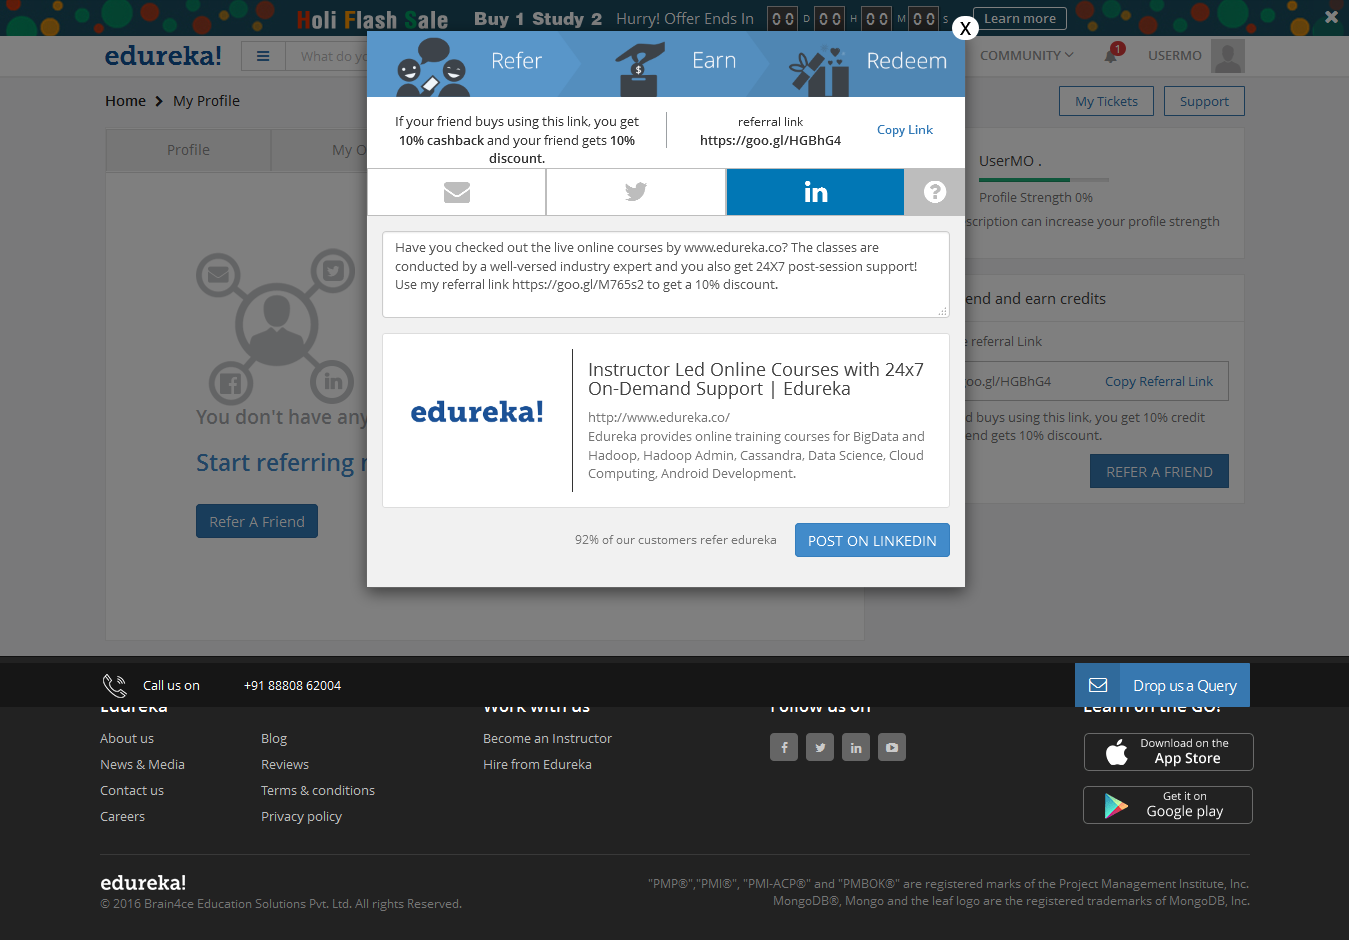 Holi Flash Sale
Buy 1 Study 2
Hurry! Offer Ends In
00 D 00 H 00 M 00 S
Learn more
edureka!
What do yo
COMMUNITY
1
USERMO
X
Refer
Earn
Redeem
Home
My Profile
My Tickets
Support
If your friend buys using this link, you get
10% cashback and your friend gets 10%
discount.
referral link
https://goo.gl/HGBhG4
Copy Link
Profile
My O
in
?
UserMO .
Profile Strength 0%
scription can increase your profile strength
Have you checked out the live online courses by www.edureka.co? The classes are
conducted by a well-versed industry expert and you also get 24X7 post-session support!
Use my referral link https://goo.gl/M765s2 to get a 10% discount.
end and earn credits
e referral Link
oo.gl/HGBhG4
Copy Referral Link
d buys using this link, you get 10% credit
end gets 10% discount.
REFER A FRIEND
You don't have any
Start referring
Refer A Friend
edureka!
Instructor Led Online Courses with 24x7
On-Demand Support | Edureka
http://www.edureka.co/
Edureka provides online training courses for BigData and
Hadoop, Hadoop Admin, Cassandra, Data Science, Cloud
Computing, Android Development.
92% of our customers refer edureka
POST ON LINKEDIN
Call us on
+91 88808 62004
Drop us a Query
Edureka
Work with us
Follow us on
Learn on the GO!
About us
Blog
Become an Instructor
News & Media
Reviews
Hire from Edureka
Contact us
Terms & conditions
Careers
Privacy policy
Download on the
App Store
Get it on
Google play
edureka!
© 2016 Brain4ce Education Solutions Pvt. Ltd. All rights Reserved.
"PMP®","PMI®", "PMI-ACP®" and "PMBOK®" are registered marks of the Project Management Institute, Inc.
MongoDB®, Mongo and the leaf logo are the registered trademarks of MongoDB, Inc.